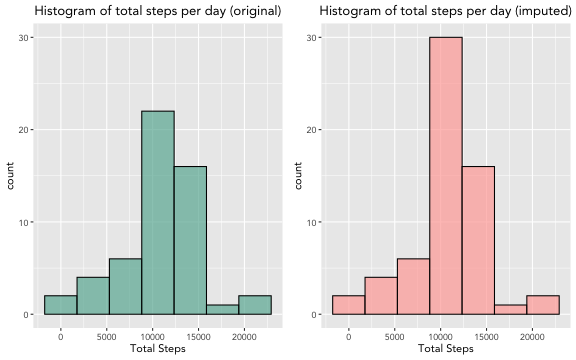 Histogram of total steps per day (original)
30
20
10
0
count
0 5000 10000 15000 20000
Total Steps
Histogram of total steps per day (imputed)
30
20
10
0
count
0 5000 10000 15000 20000
Total Steps